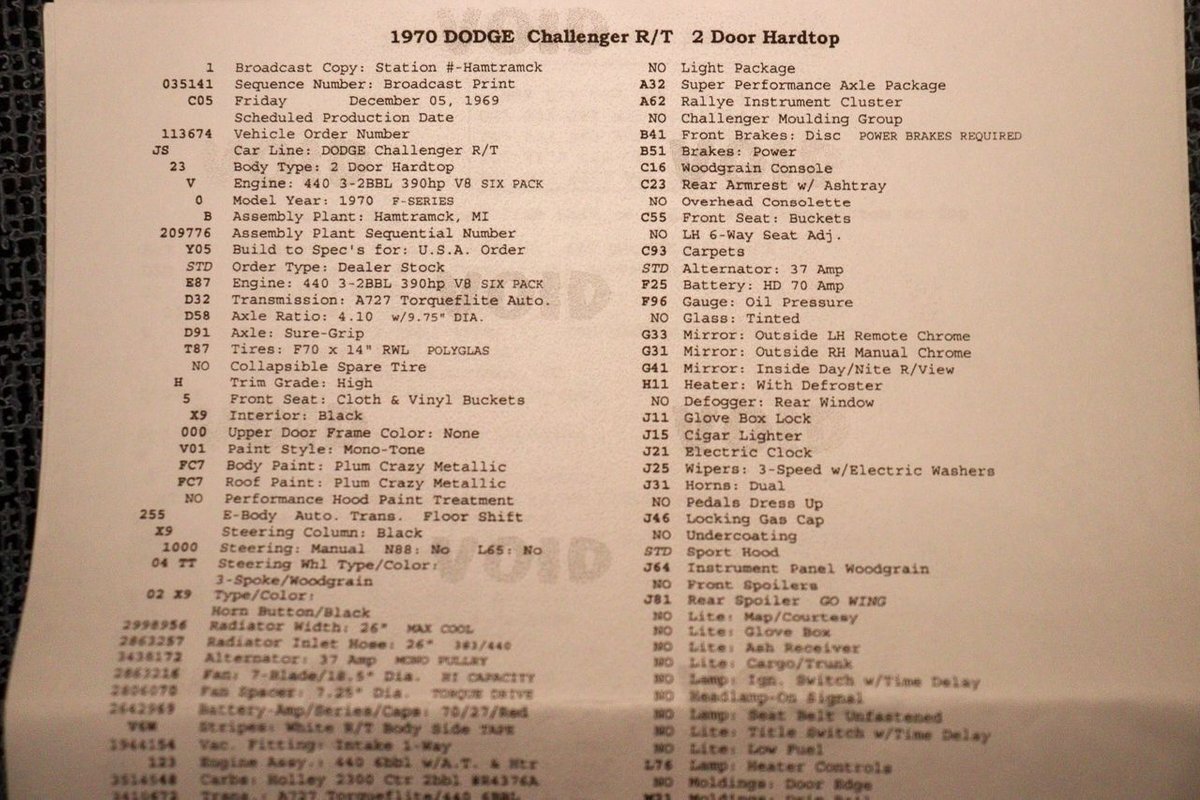 1970 DODGE Challenger R/T 2 Door Hardtop
1 Broadcast Copy: Station #-Hamtramck
035141 Sequence Number: Broadcast Print
C05 Friday December 05, 1969
Scheduled Production Date
113674 Vehicle Order Number
JS Car Line: DODGE Challenger R/T
23 Body Type: 2 Door Hardtop
V Engine: 440 3-2BBL 390hp V8 SIX PACK
0 Model Year: 1970 F-SERIES
B Assembly Plant: Hamtramck, MI
209776 Assembly Plant Sequential Number
Y05 Build to Spec's for: U.S.A. Order
STD Order Type: Dealer Stock
E87 Engine: 440 3-2BBL 390hp V8 SIX PACK
D32 Transmission: A727 Torqueflite Auto.
D58 Axle Ratio: 4.10 w/9.75" DIA.
D91 Axle: Sure-Grip
T87 Tires: F70 x 14" RWL POLYGLAS
NO Collapsible Spare Tire
H Trim Grade: High
5 Front Seat: Cloth & Vinyl Buckets
X9 Interior: Black
000 Upper Door Frame Color: None
V01 Paint Style: Mono-Tone
FC7 Body Paint: Plum Crazy Metallic
FC7 Roof Paint: Plum Crazy Metallic
NO Performance Hood Paint Treatment
255 E-Body Auto. Trans. Floor Shift
X9 Steering Column: Black
1000 Steering: Manual N88: No L65: No
04 TT Steering Whl Type/Color:
3-Spoke/Woodgrain
02 X9 Type/Color:
Horn Button/Black
2998956 Radiator Width: 26" MAX COOL
2863257 Radiator Inlet Hose: 26" 383/440
3438172 Alternator: 37 Amp MONO PULLEY
2863216 Fan: 7-Blade/18.5" Dia. HI CAPACITY
2806070 Fan Spacer: 7.25" Dia. TORQUE DRIVE
2642969 Battery-Amp/Series/Caps: 70/27/Red
V6W Stripes: White R/T Body Side TAPE
1944154 Vac. Fitting: Intake 1-Way
123 Engine Assy.: 440 6bbl w/A.T. & Htr
3514548 Carbs: Holley 2300 Ctr 2bbl #R4376A
Trans.: A727 Torqueflite/440 6BBL
NO Light Package
A32 Super Performance Axle Package
A62 Rallye Instrument Cluster
NO Challenger Moulding Group
B41 Front Brakes: Disc POWER BRAKES REQUIRED
B51 Brakes: Power
C16 Woodgrain Console
C23 Rear Armrest w/ Ashtray
NO Overhead Consolette
C55 Front Seat: Buckets
NO LH 6-Way Seat Adj.
C93 Carpets
STD Alternator: 37 Amp
F25 Battery: HD 70 Amp
F96 Gauge: Oil Pressure
NO Glass: Tinted
G33 Mirror: Outside LH Remote Chrome
G31 Mirror: Outside RH Manual Chrome
G41 Mirror: Inside Day/Nite R/View
H11 Heater: With Defroster
NO Defogger: Rear Window
J11 Glove Box Lock
J15 Cigar Lighter
J21 Electric Clock
J25 Wipers: 3-Speed w/Electric Washers
J31 Horns: Dual
NO Pedals Dress Up
J46 Locking Gas Cap
NO Undercoating
STD Sport Hood
J64 Instrument Panel Woodgrain
NO Front Spoilers
J81 Rear Spoiler GO WING
NO Lite: Map/Courtesy
NO Lite: Glove Box
NO Lite: Ash Receiver
NO Lite: Cargo/Trunk
NO Lamp: Ign. Switch w/Time Delay
NO Headlamp-On Signal
NO Lamp: Seat Belt Unfastened
NO Lite: Title Switch w/Time Delay
NO Lite: Low Fuel
L76 Lamp: Heater Controls
NO Moldings: Door Edge
VOID
VOID
VOID